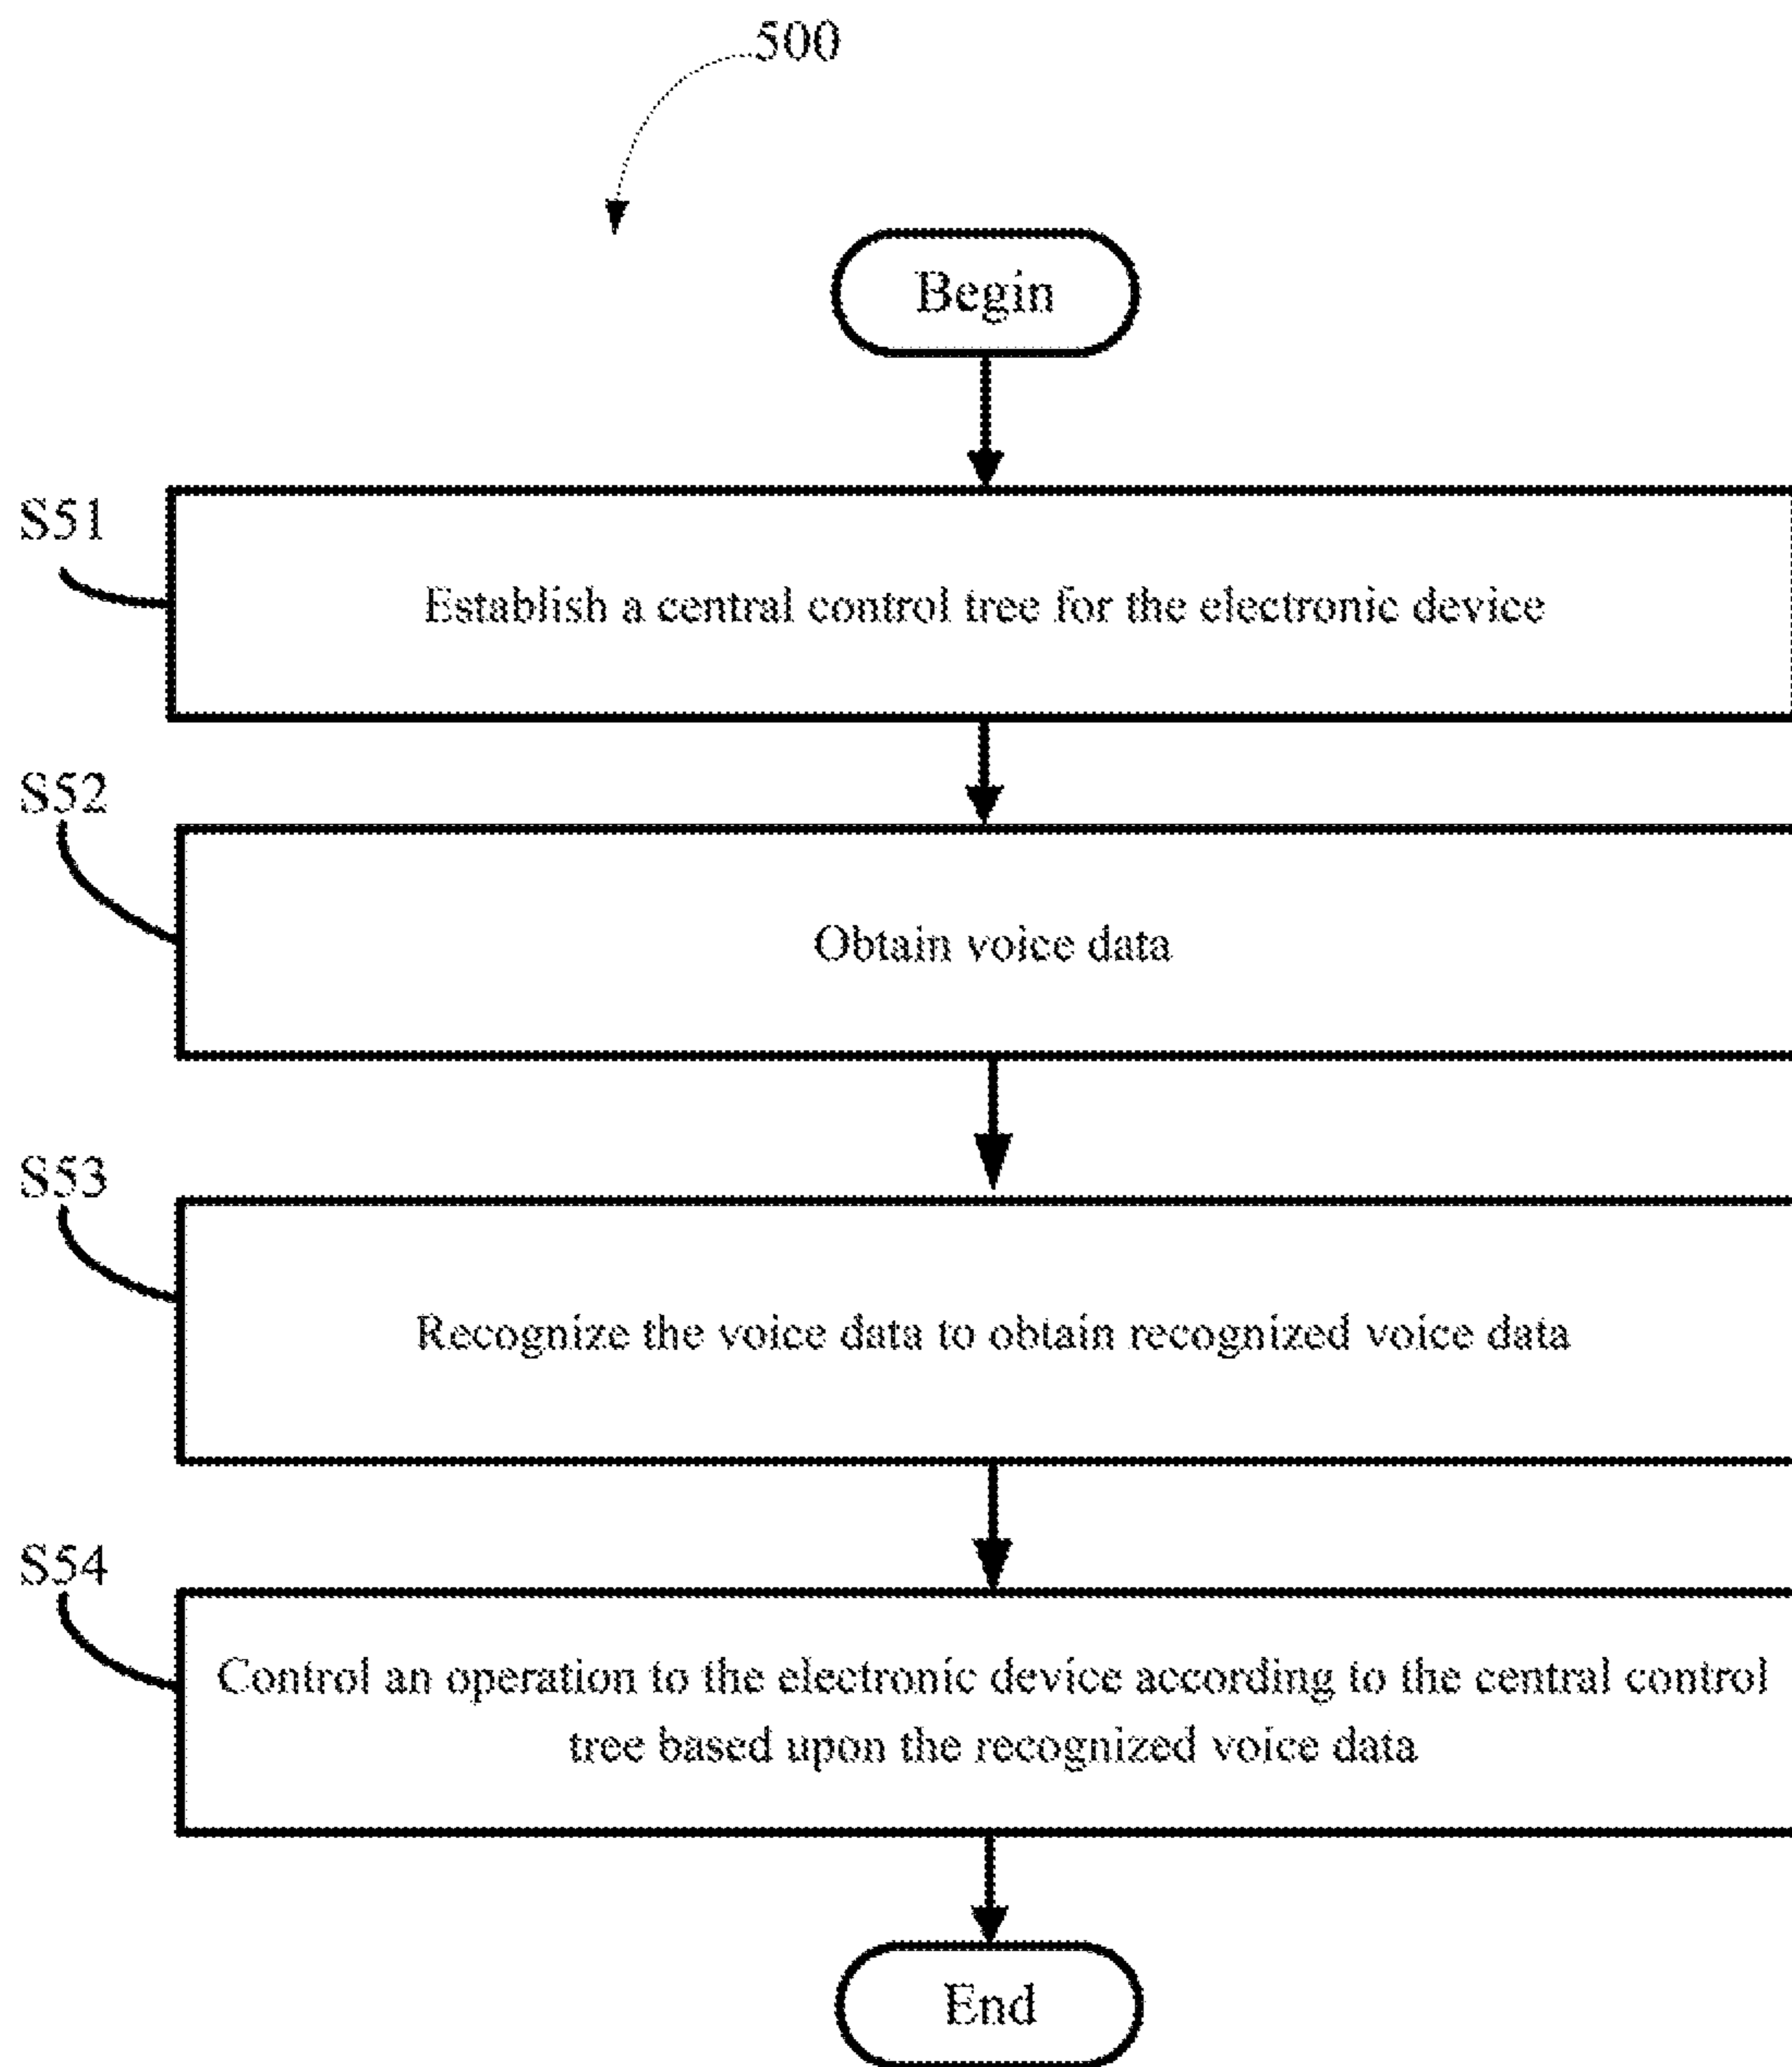 500
Begin
S51
Establish a central control tree for the electronic device
S52
Obtain voice data
S53
Recognize the voice data to obtain recognized voice data
S54
Control an operation to the electronic device according to the central control
tree based upon the recognized voice data
End